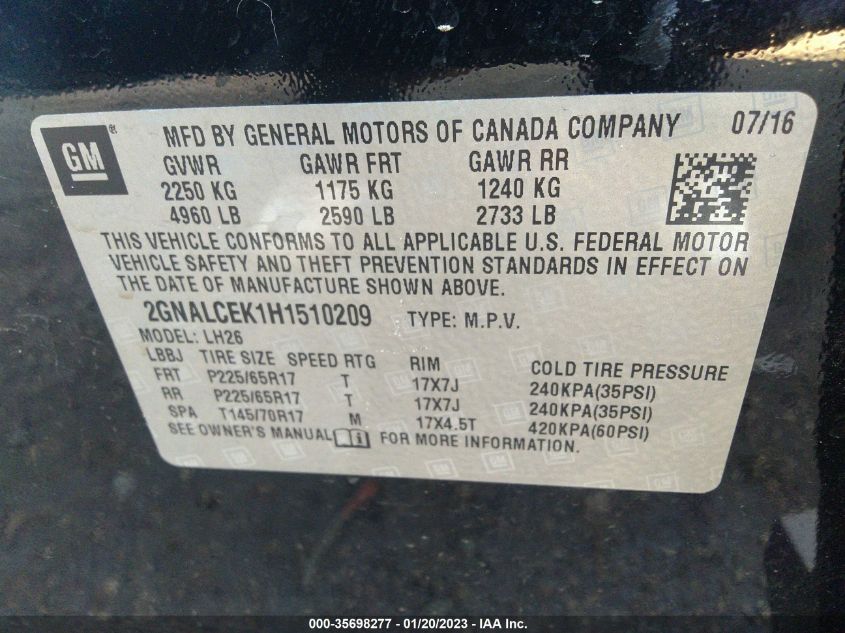 GM ® MFD BY GENERAL MOTORS OF CANADA COMPANY 07/16
GVWR GAWR FRT GAWR RR
2250 KG 1175 KG 1240 KG
4960 LB 2590 LB 2733 LB
THIS VEHICLE CONFORMS TO ALL APPLICABLE U.S. FEDERAL MOTOR
VEHICLE SAFETY AND THEFT PREVENTION STANDARDS IN EFFECT ON
THE DATE OF MANUFACTURE SHOWN ABOVE.
2GNALCEK1H1510209 TYPE: M.P.V.
MODEL: LH26
LBBJ TIRE SIZE SPEED RTG RIM COLD TIRE PRESSURE
FRT P225/65R17 T 17X7J 240KPA(35PSI)
RR P225/65R17 T 17X7J 240KPA(35PSI)
SPA T145/70R17 M 17X4.5T 420KPA(60PSI)
SEE OWNER'S MANUAL FOR MORE INFORMATION.
000-35698277 - 01/20/2023 - IAA Inc.